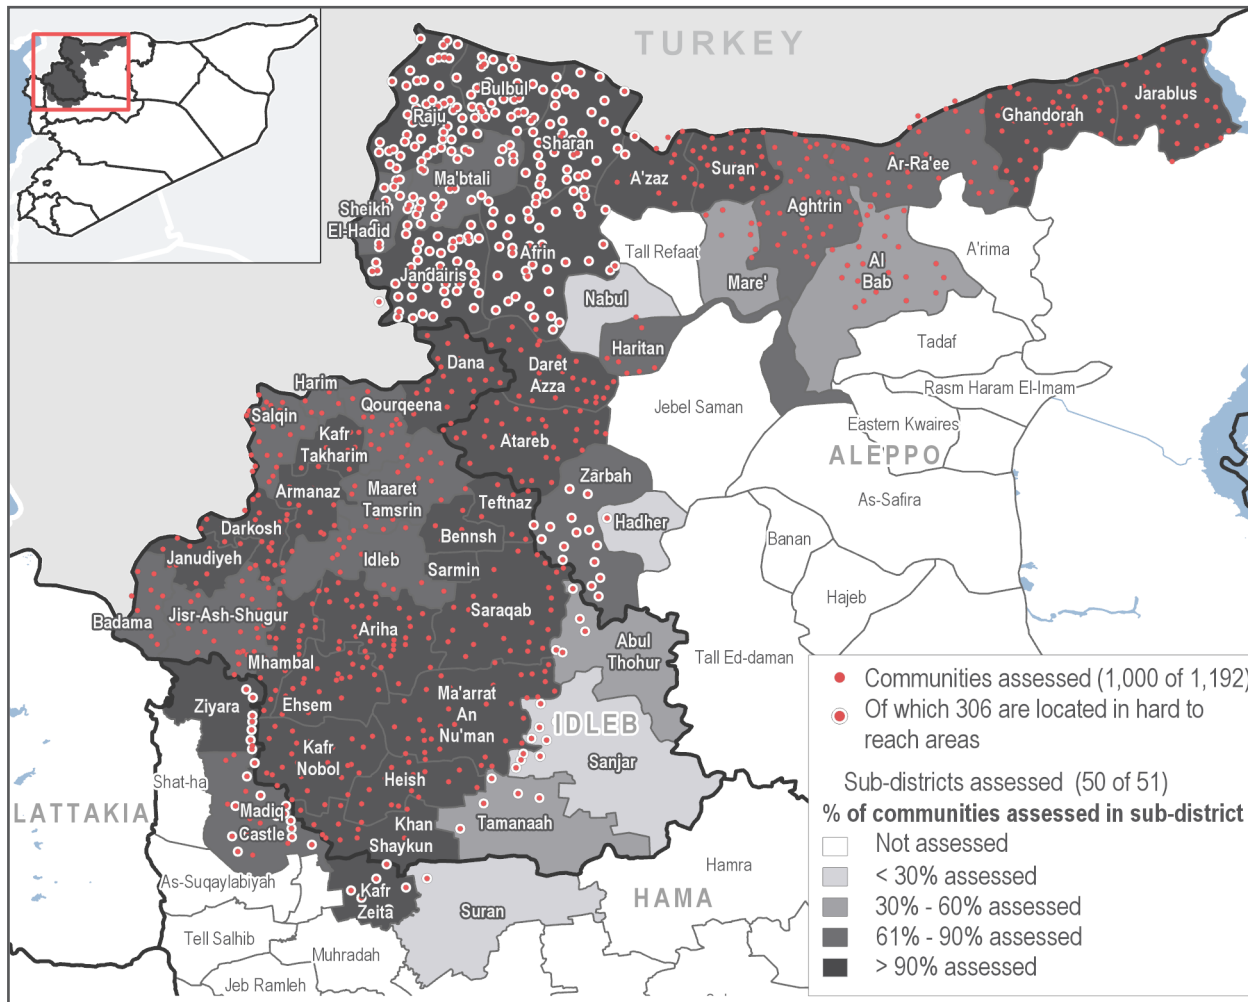 TURKEY
Bulbul
Raju
Sharan
Ma'btali
Sheikh
El-Hadid
Afrin
Jandairis
A'zaz
Suran
Ar-Ra'ee
Ghandorah
Jarablus
Aghtrin
Tall Refaat
Mare'
Al
Bab
A'rima
Nabul
Haritan
Tadaf
Rasm Haram El-Imam
Eastern Kwaires
Jebel Saman
ALEPPO
As-Safira
Dana
Daret
Azza
Harim
Qourqeena
Salqin
Kafr
Takharim
Atareb
Armanaz
Maaret
Tamsrin
Teftnaz
Zarbah
Hadher
Banan
Hajeb
Darkosh
Bennsh
Janudiyeh
Idleb
Sarmin
Badama
Jisr-Ash-Shugur
Ariha
Saraqab
Abul
Thohur
Tall Ed-daman
Mhambal
Ziyara
Ehsem
Ma'arrat
An
Nu'man
IDLEB
Sanjar
Kafr
Nobol
Heish
Shat-ha
LATTAKIA
Madiq
Castle
Khan
Shaykun
Tamanaah
As-Suqaylabiyah
Kafr
Zeita
Suran
Hamra
HAMA
Tell Salhib
Muhradah
Jeb Ramleh
Communities assessed (1,000 of 1,192)
Of which 306 are located in hard to
reach areas
Sub-districts assessed (50 of 51)
% of communities assessed in sub-district
Not assessed
< 30% assessed
30% - 60% assessed
61% - 90% assessed
> 90% assessed